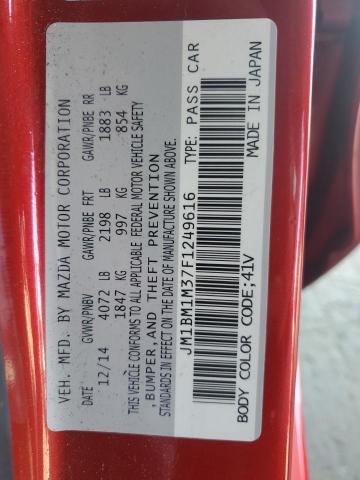 VEH. MFD. BY MAZDA MOTOR CORPORATION
GVWR/PNBV GAWR/PNBE FRT GAWR/PNBE RR
12/14 4072 LB 2198 LB 1883 LB
1847 KG 997 KG 854 KG
THIS VEHICLE CONFORMS TO ALL APPLICABLE FEDERAL MOTOR VEHICLE SAFETY
, BUMPER, AND THEFT PREVENTION
STANDARDS IN EFFECT ON THE DATE OF MANUFACTURE SHOWN ABOVE.
JM1BM1M37F1249616 TYPE: PASS CAR
BODY COLOR CODE;41V MADE IN JAPAN